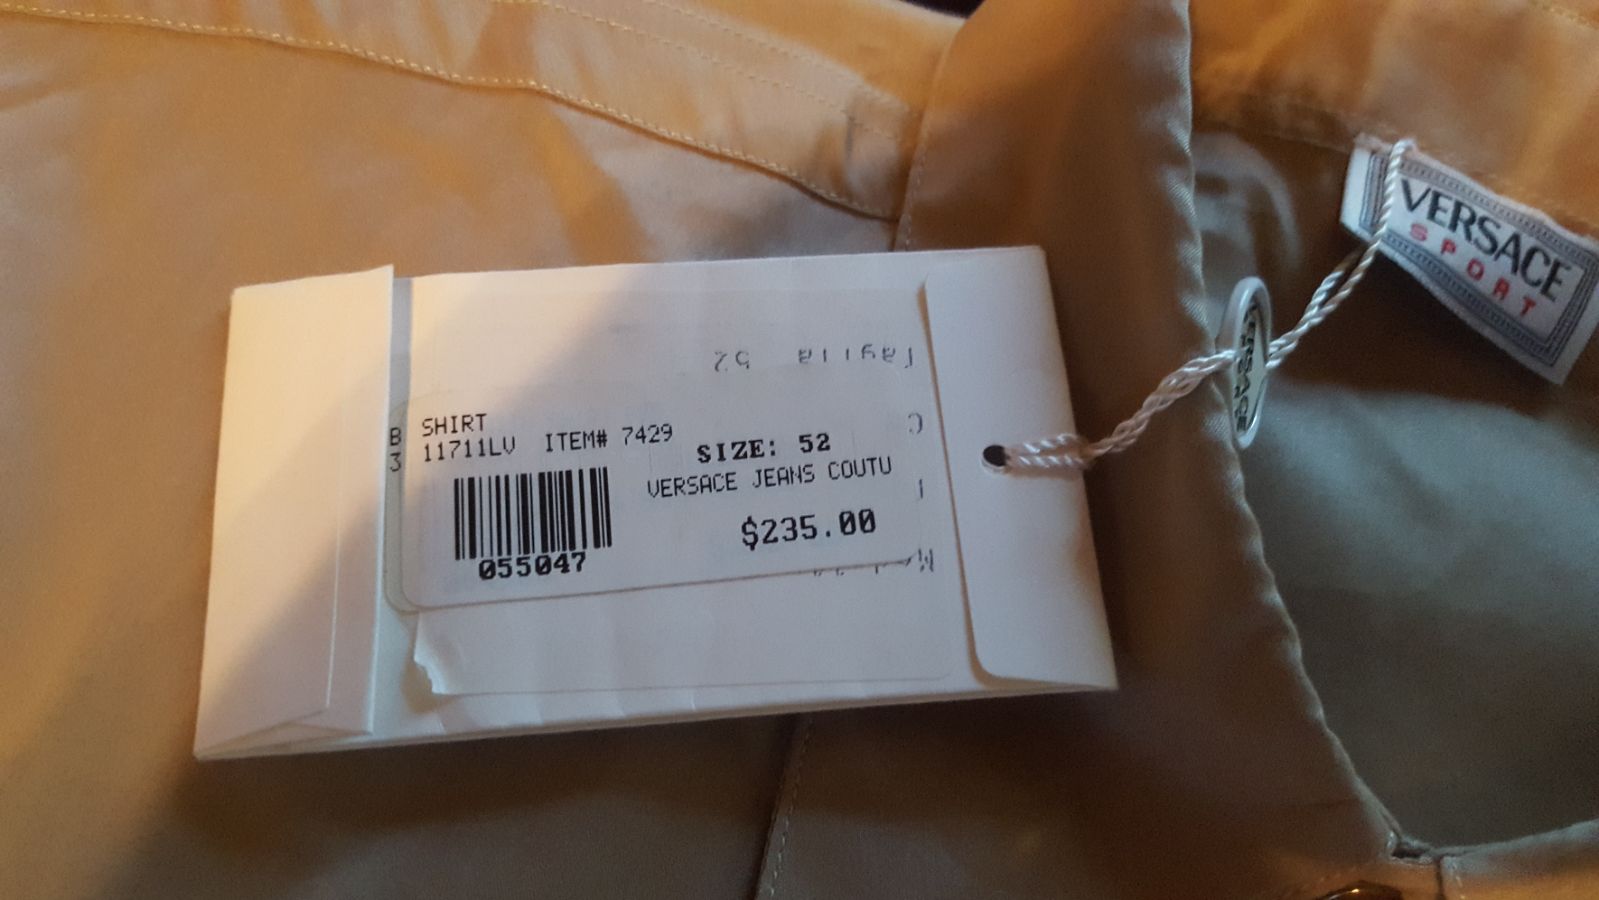 SHIRT
11711LV ITEM# 7429
SIZE: 52
VERSACE JEANS COUTU
$235.00
055047
B
3
Taglia 52
VERSACE
SPORT
VERSACE